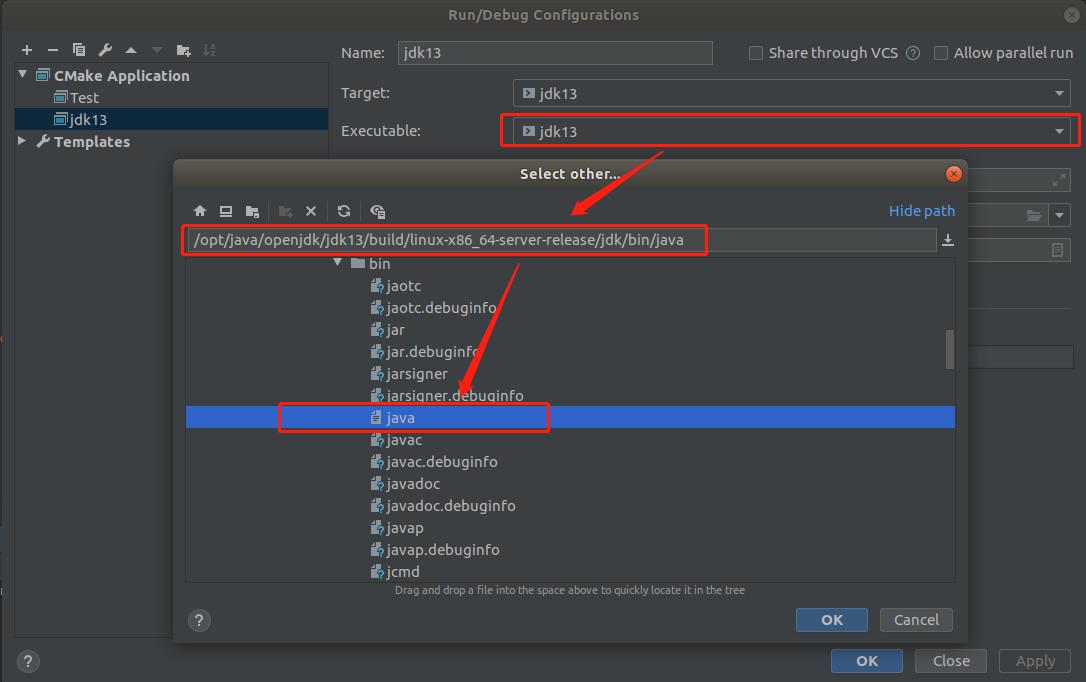 Run/Debug Configurations
Name: jdk13 Share through VCS ? Allow parallel run
CMake Application
Test
jdk13
Templates
Target: jdk13
Executable: jdk13
Select other...
Hide path
/opt/java/openjdk/jdk13/build/linux-x86_64-server-release/jdk/bin/java
bin
jaotc
jaotc.debuginfo
jar
jar.debuginfo
jarsigner
jarsigner.debuginfo
java
javac
javac.debuginfo
javadoc
javadoc.debuginfo
javap
javap.debuginfo
jcmd
Drag and drop a file into the space above to quickly locate it in the tree
? OK Cancel
? OK Close Apply